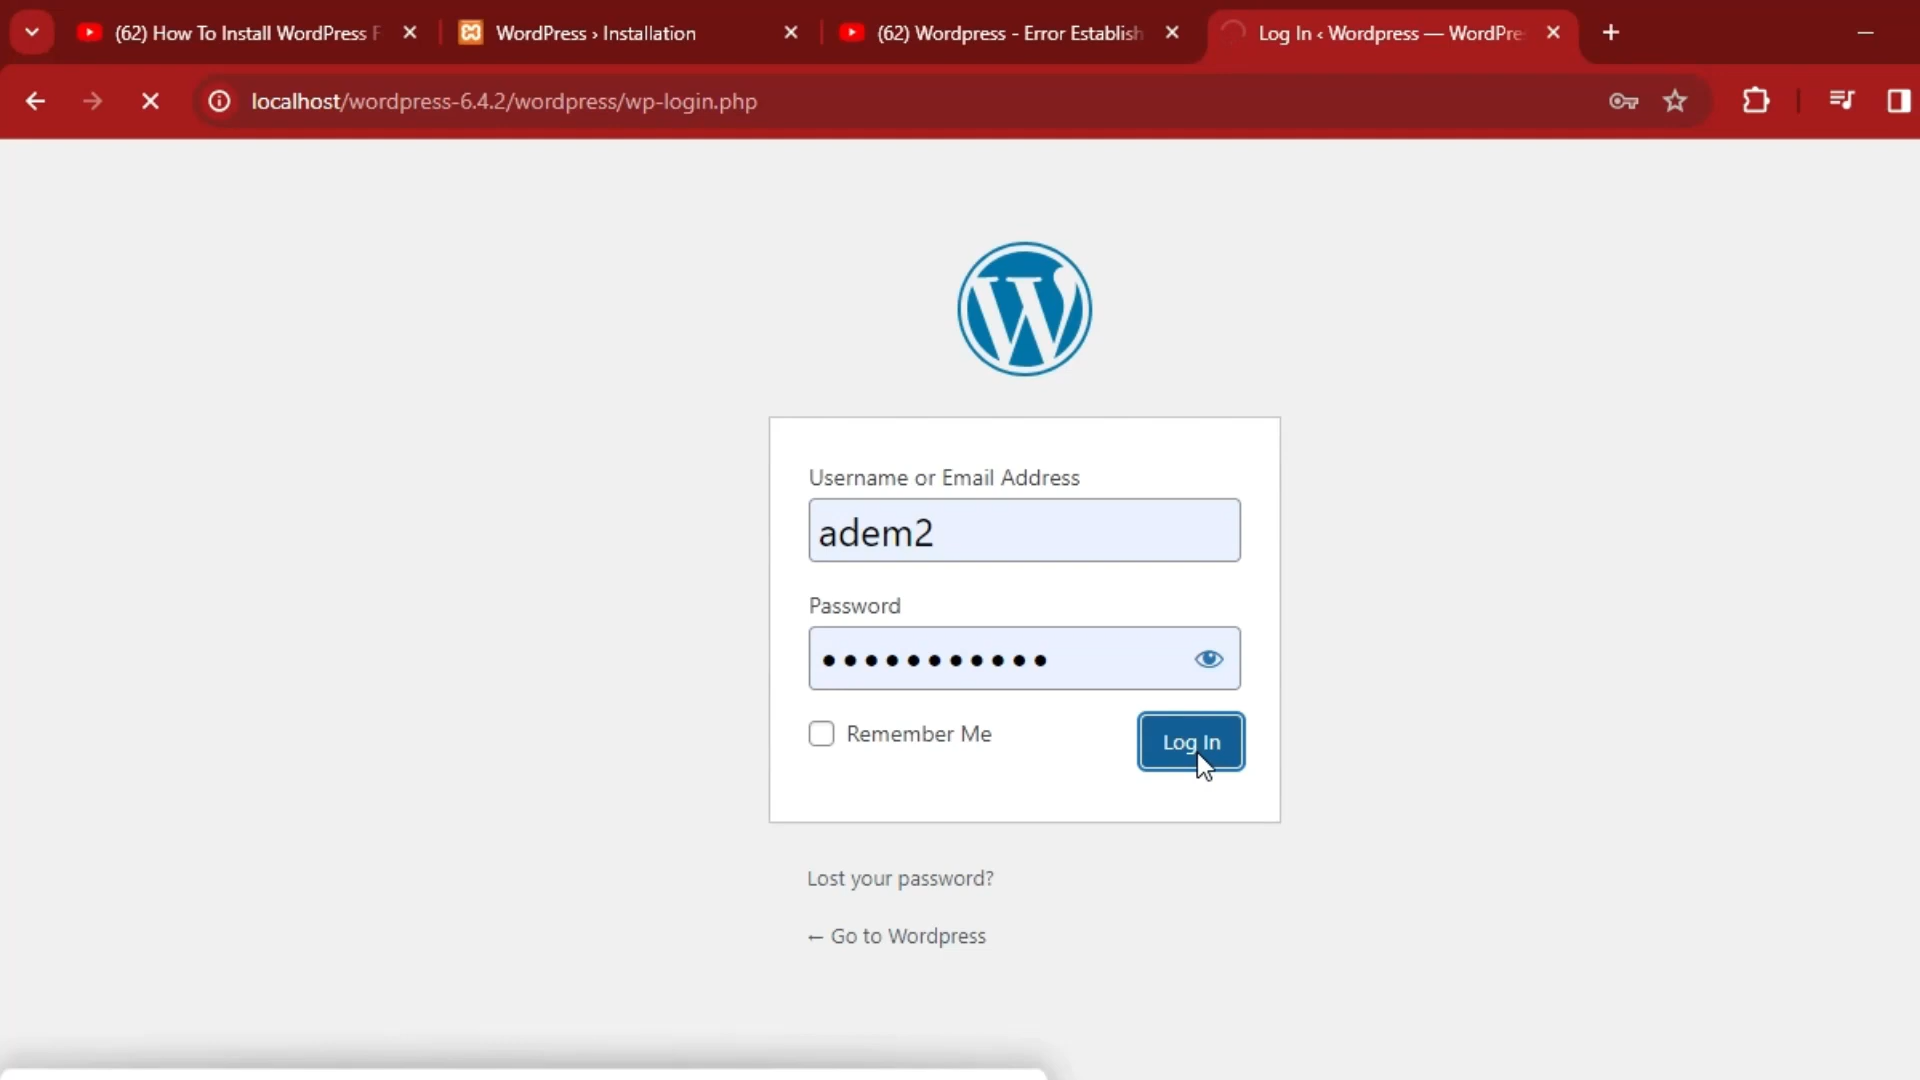 (62) How To Install WordPress F
WordPress › Installation
(62) Wordpress - Error Establish
Log In ‹ Wordpress — WordPre
localhost/wordpress-6.4.2/wordpress/wp-login.php
Username or Email Address
adem2
Password
Remember Me
Log In
Lost your password?
← Go to Wordpress